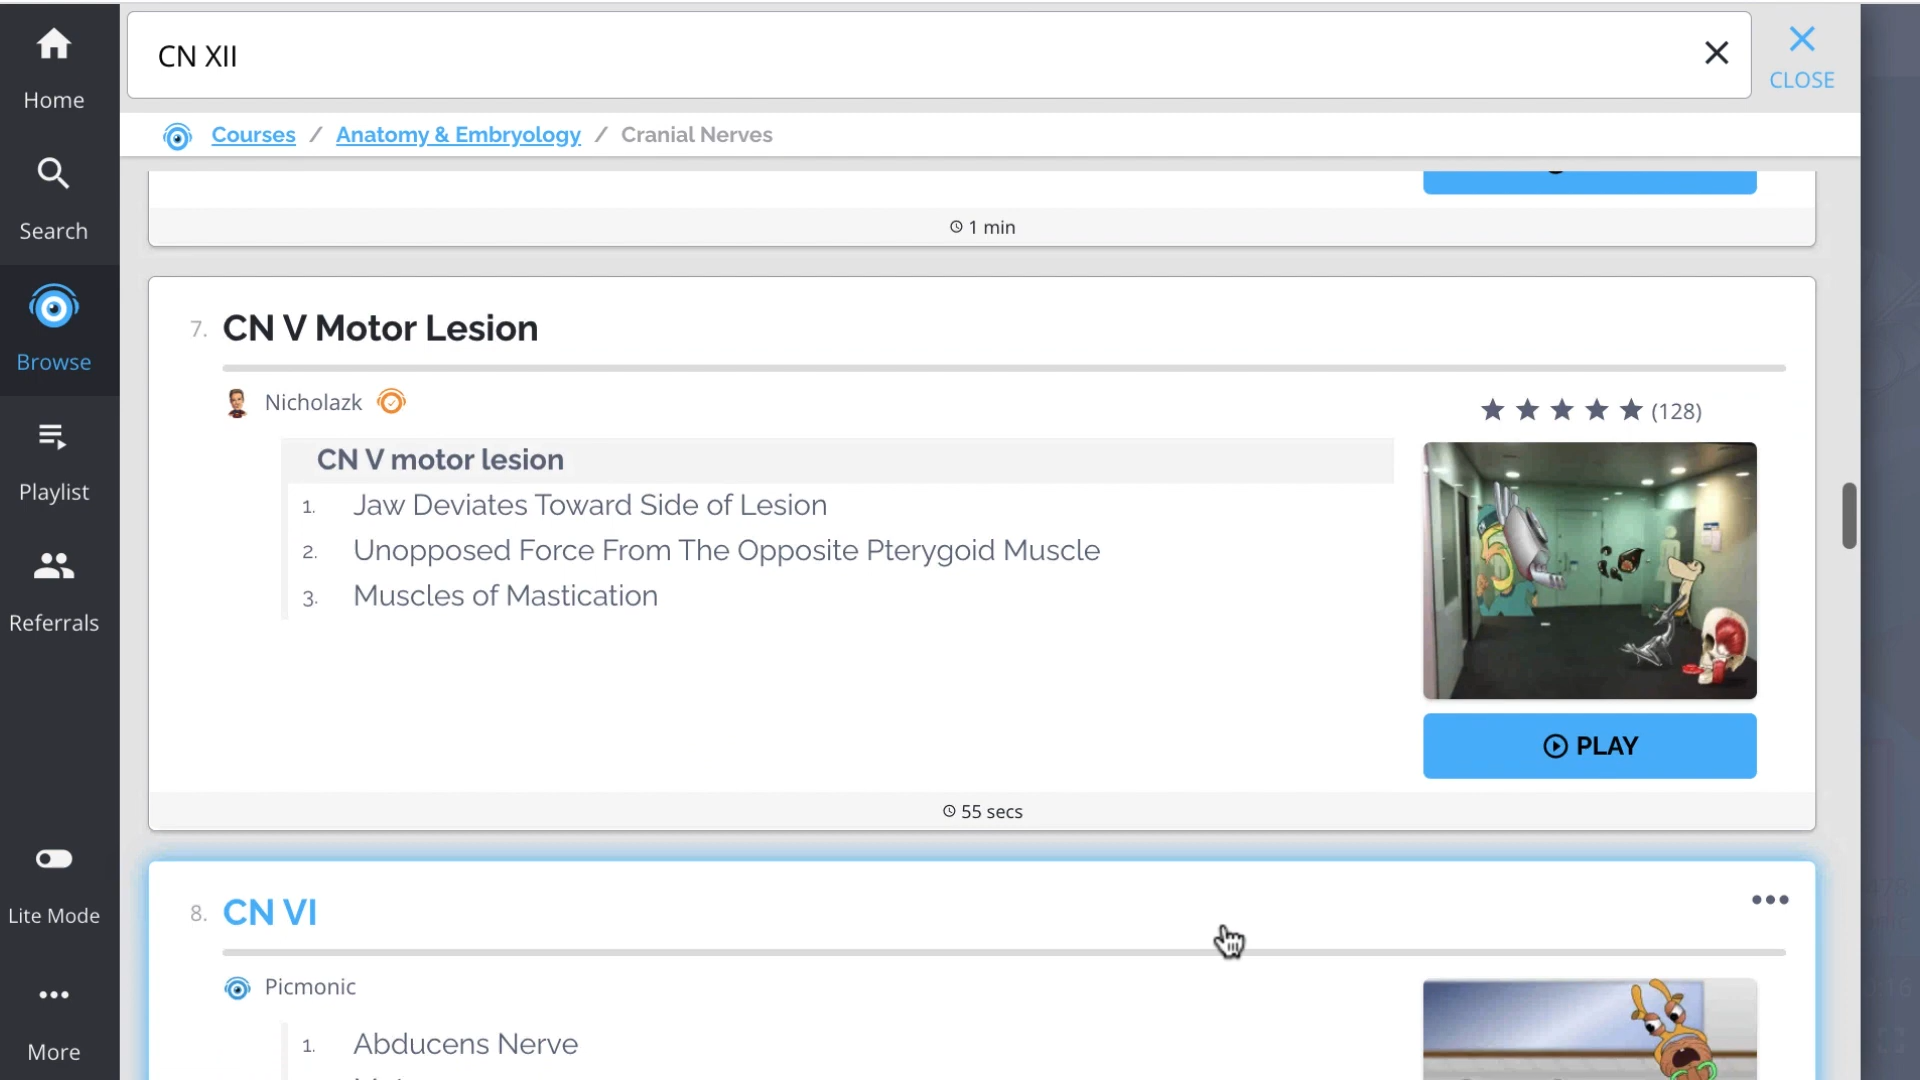 CN XII
CLOSE
Home
Courses / Anatomy & Embryology / Cranial Nerves
Search
1 min
Browse
7. CN V Motor Lesion
Nicholazk
(128)
CN V motor lesion
1. Jaw Deviates Toward Side of Lesion
2. Unopposed Force From The Opposite Pterygoid Muscle
3. Muscles of Mastication
Playlist
Referrals
PLAY
55 secs
Lite Mode
8. CN VI
Picmonic
1. Abducens Nerve
More